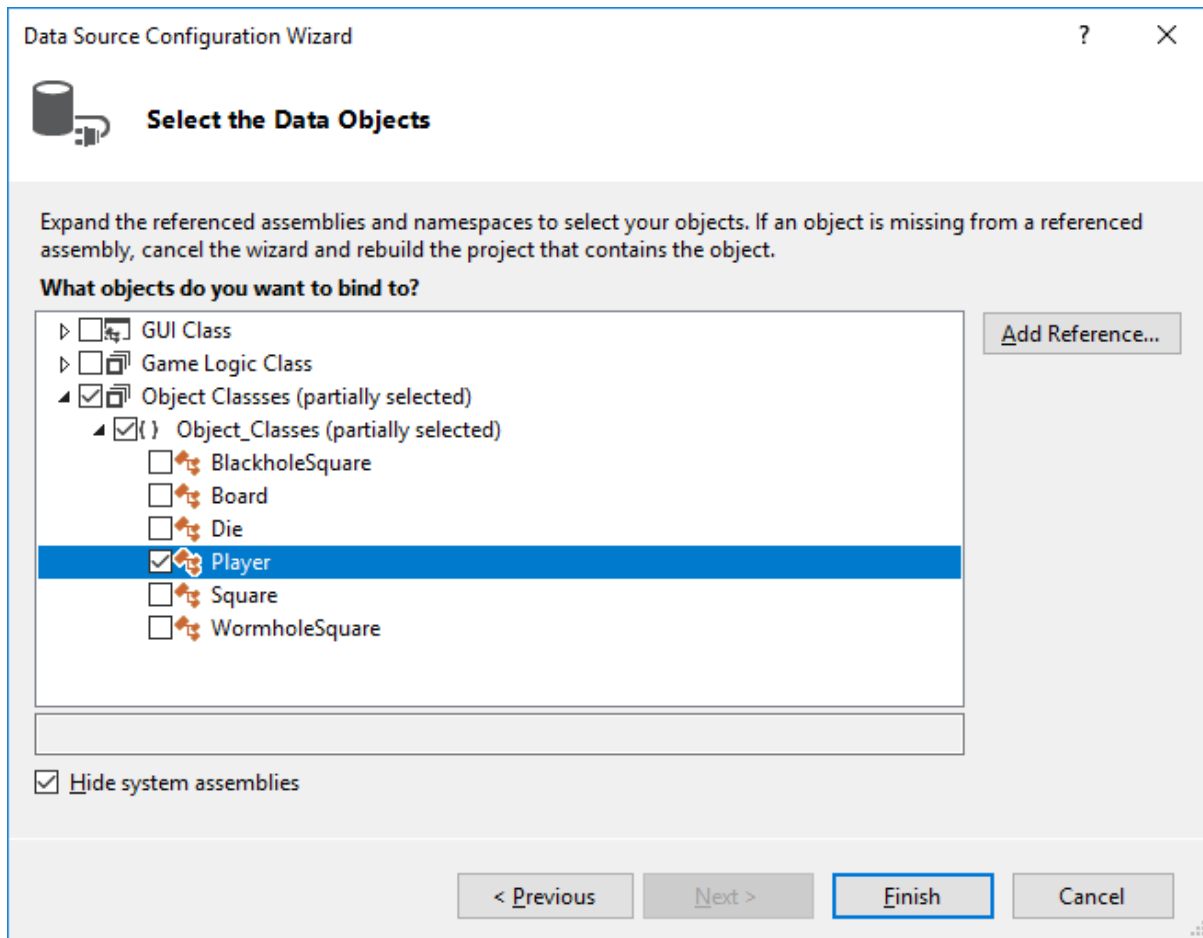 Data Source Configuration Wizard ?
Select the Data Objects
Expand the referenced assemblies and namespaces to select your objects. If an object is missing from a referenced
assembly, cancel the wizard and rebuild the project that contains the object.
What objects do you want to bind to?
GUI Class
Add Reference...
Game Logic Class
Object Classses (partially selected)
{ } Object_Classes (partially selected)
BlackholeSquare
Board
Die
Player
Square
WormholeSquare
Hide system assemblies
< Previous Next > Finish Cancel